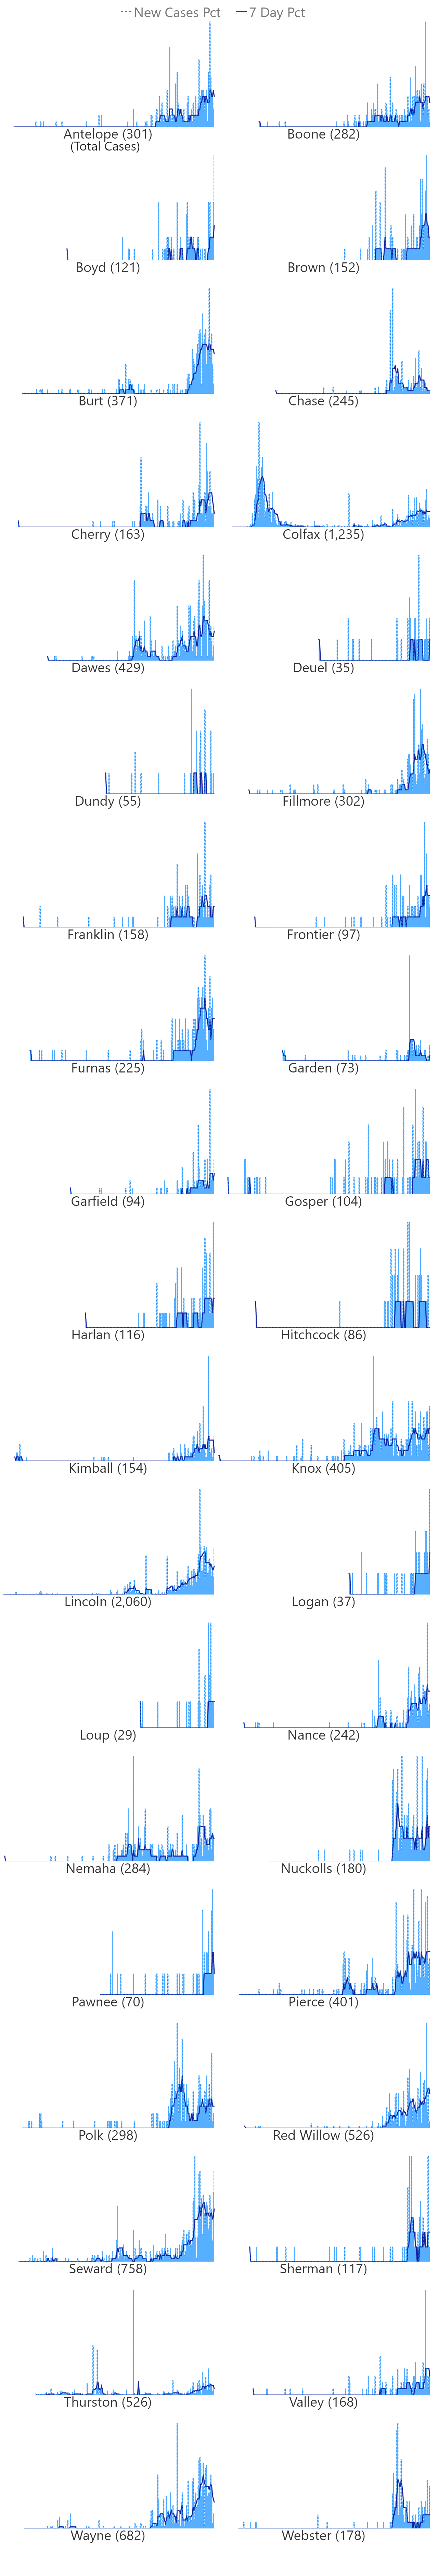 New Cases Pct 7 Day Pct
Antelope (301) Boone (282)
(Total Cases)
Boyd (121) Brown (152)
Burt (371) Chase (245)
Cherry (163) Colfax (1,235)
Dawes (429) Deuel (35)
Dundy (55) Fillmore (302)
Franklin (158) Frontier (97)
Furnas (225) Garden (73)
Garfield (94) Gosper (104)
Harlan (116) Hitchcock (86)
Kimball (154) Knox (405)
Lincoln (2,060) Logan (37)
Loup (29) Nance (242)
Nemaha (284) Nuckolls (180)
Pawnee (70) Pierce (401)
Polk (298) Red Willow (526)
Seward (758) Sherman (117)
Thurston (526) Valley (168)
Wayne (682) Webster (178)